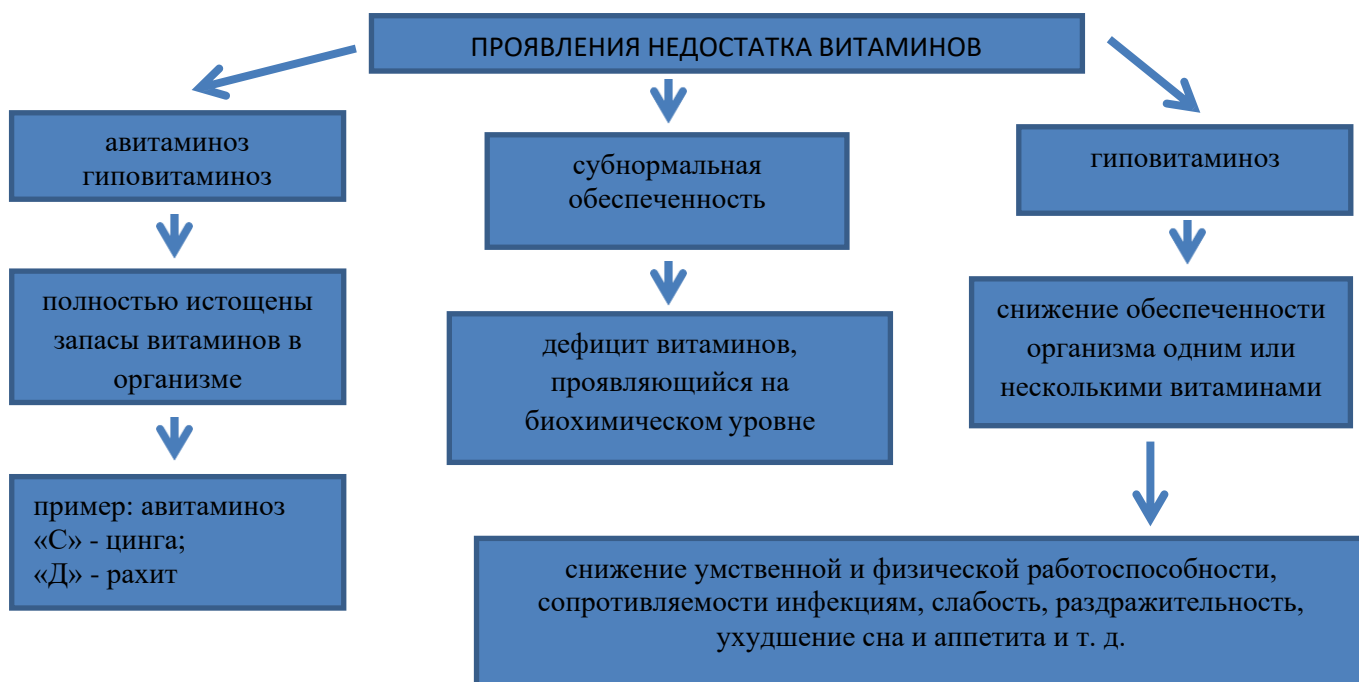 ПРОЯВЛЕНИЯ НЕДОСТАТКА ВИТАМИНОВ
авитаминоз
гиповитаминоз
субнормальная
обеспеченность
гиповитаминоз
полностью истощены
запасы витаминов в
организме
дефицит витаминов,
проявляющийся на
биохимическом уровне
снижение обеспеченности
организма одним или
несколькими витаминами
пример: авитаминоз
«С» - цинга;
«Д» - рахит
снижение умственной и физической работоспособности,
сопротивляемости инфекциям, слабость, раздражительность,
ухудшение сна и аппетита и т. д.